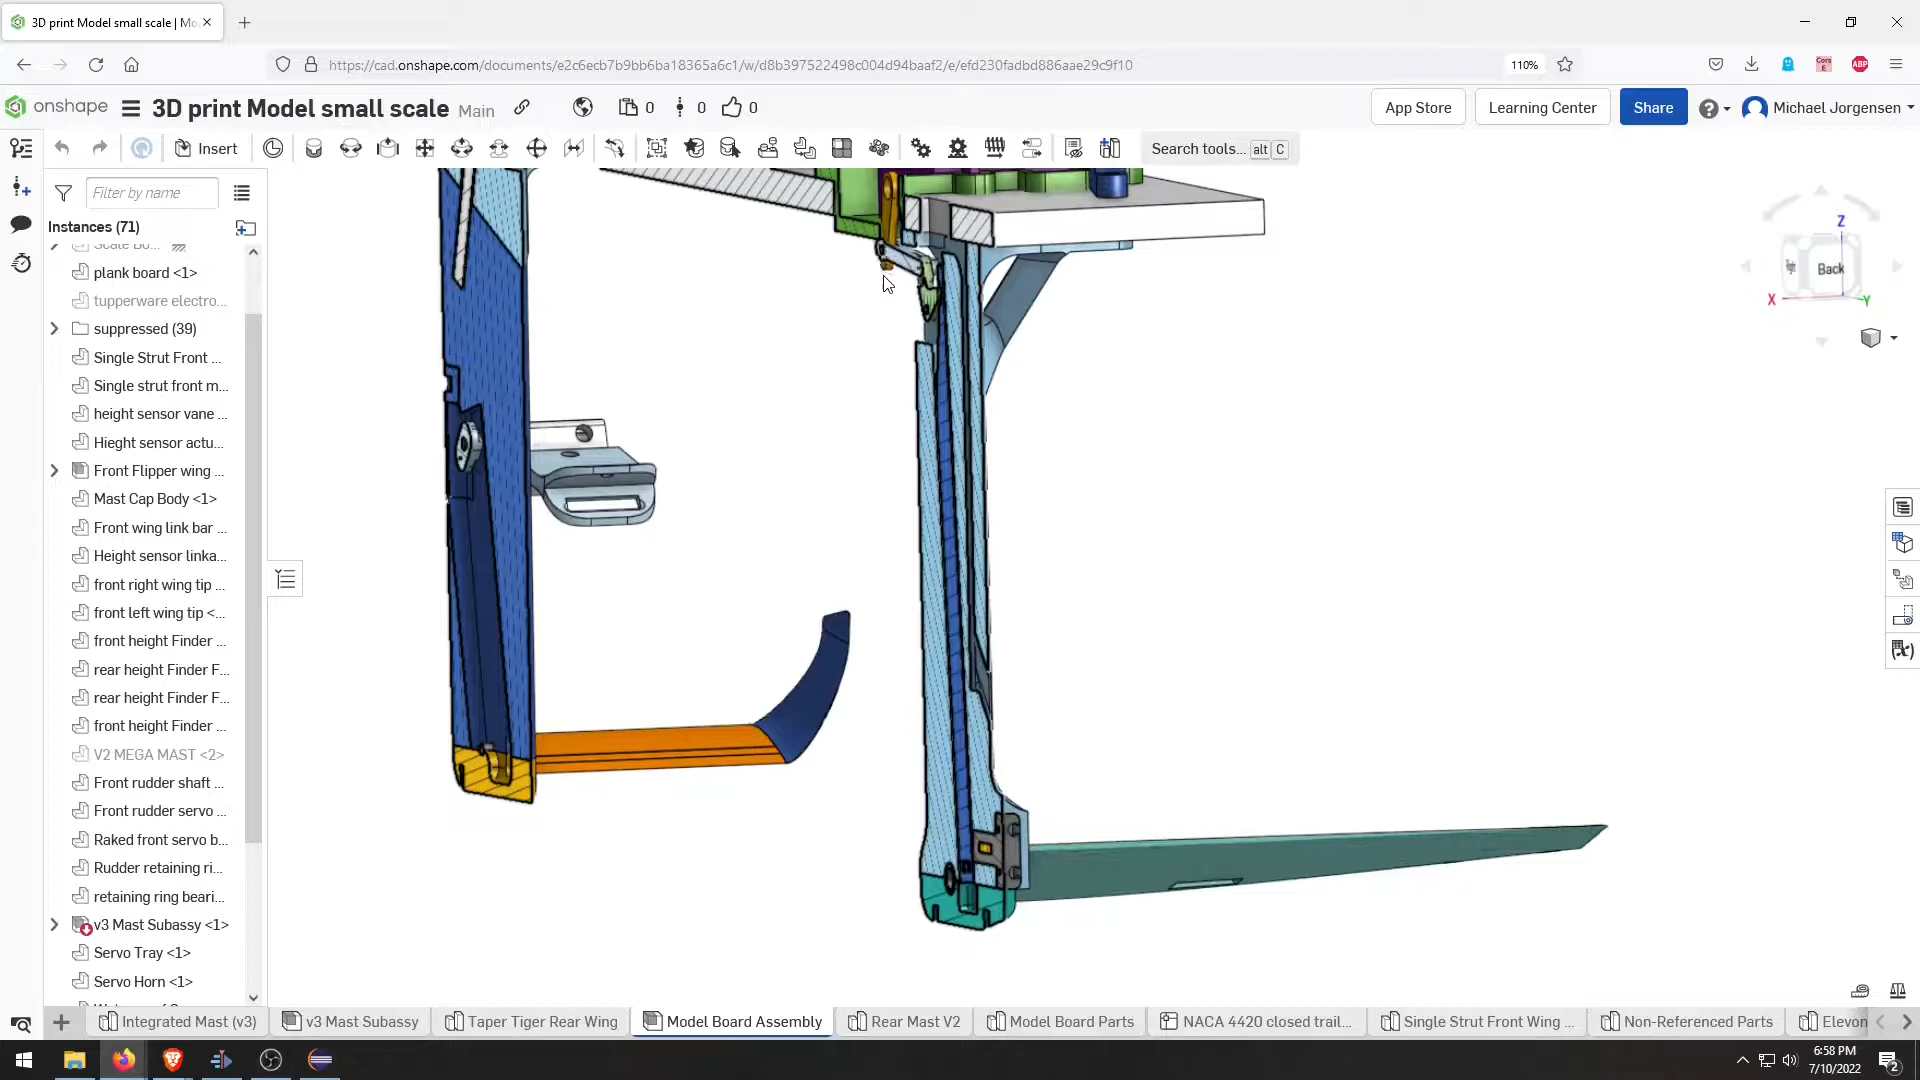 3D print Model small scale | Mo
https://cad.onshape.com/documents/e2c6ecb7b9bb6ba18365a6c1/w/d8b397522498c004d94baaf2/e/efd230fadbd886aae29c9f10
110%
Cors E
ABP
onshape
3D print Model small scale
Main
0
0
0
App Store
Learning Center
Share
Michael Jorgensen
Insert
Search tools... alt C
Filter by name
Instances (71)
Scale Bo...
plank board <1>
tupperware electro...
suppressed (39)
Single Strut Front ...
Single strut front m...
height sensor vane ...
Hieght sensor actu...
Front Flipper wing ...
Mast Cap Body <1>
Front wing link bar ...
Height sensor linka...
front right wing tip ...
front left wing tip <...
front height Finder ...
rear height Finder F...
rear height Finder F...
front height Finder ...
V2 MEGA MAST <2>
Front rudder shaft ...
Front rudder servo ...
Raked front servo b...
Rudder retaining ri...
retaining ring beari...
v3 Mast Subassy <1>
Servo Tray <1>
Servo Horn <1>
Z
Back
X
Y
(x)
Integrated Mast (v3)
v3 Mast Subassy
Taper Tiger Rear Wing
Model Board Assembly
Rear Mast V2
Model Board Parts
NACA 4420 closed trail...
Single Strut Front Wing ...
Non-Referenced Parts
Elevon
6:58 PM
7/10/2022
2